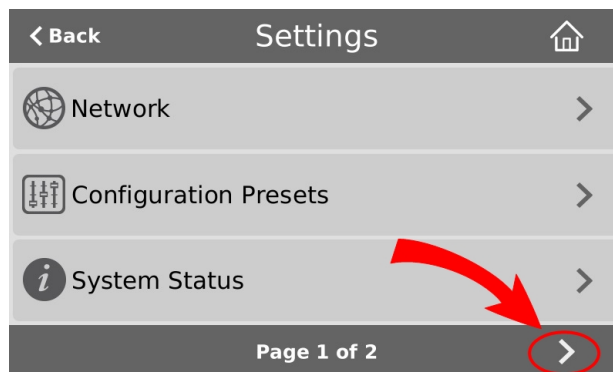 Back Settings
Network
Configuration Presets
i System Status
Page 1 of 2